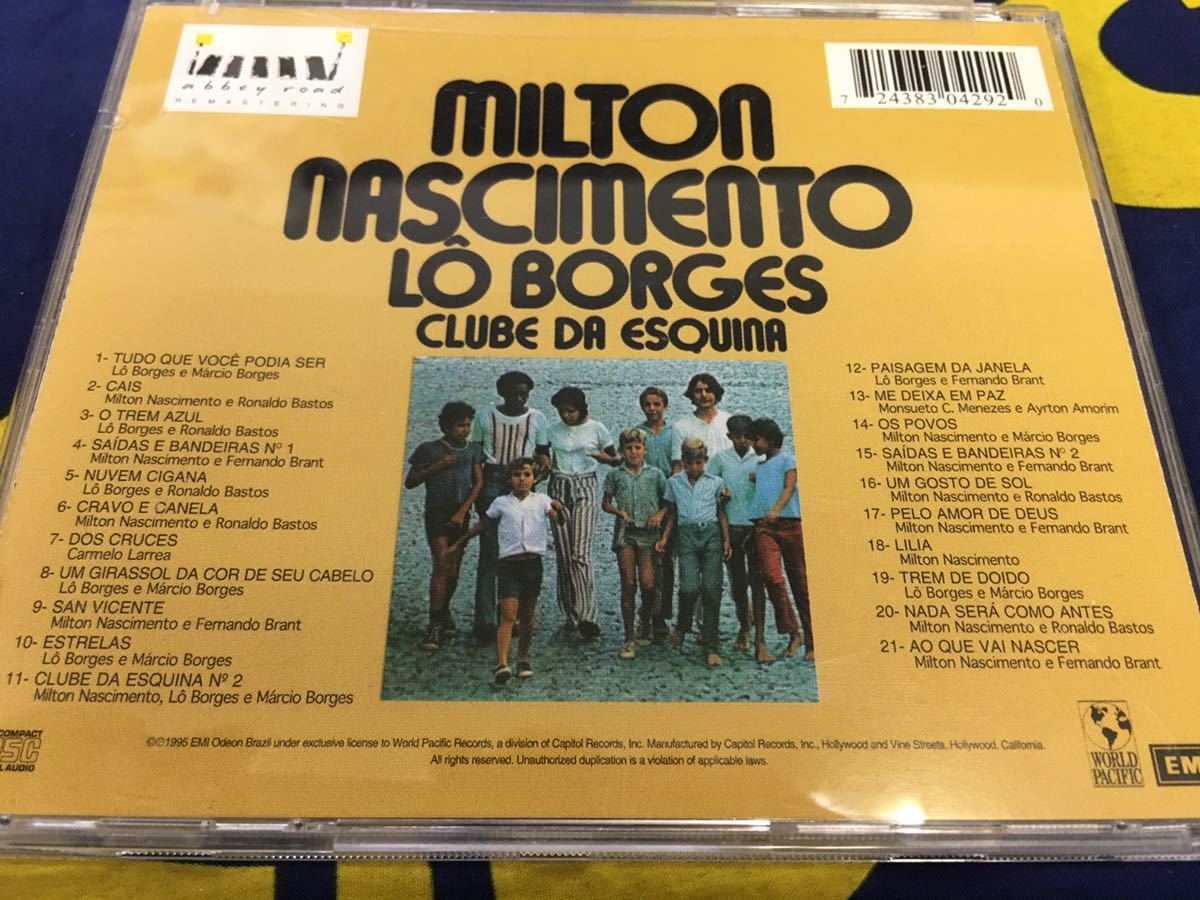 abbey road
REMASTERING
7 24383 04292 0
MILTON
NASCIMENTO
LÔ BORGES
CLUBE DA ESQUINA
1- TUDO QUE VOCÊ PODIA SER
Lô Borges e Márcio Borges
2- CAIS
Milton Nascimento e Ronaldo Bastos
3- O TREM AZUL
Lô Borges e Ronaldo Bastos
4- SAÍDAS E BANDEIRAS Nº 1
Milton Nascimento e Fernando Brant
5- NUVEM CIGANA
Lô Borges e Ronaldo Bastos
6- CRAVO E CANELA
Milton Nascimento e Ronaldo Bastos
7- DOS CRUCES
Carmelo Larrea
8- UM GIRASSOL DA COR DE SEU CABELO
Lô Borges e Márcio Borges
9- SAN VICENTE
Milton Nascimento e Fernando Brant
10- ESTRELAS
Lô Borges e Márcio Borges
11- CLUBE DA ESQUINA Nº 2
Milton Nascimento, Lô Borges e Márcio Borges
12- PAISAGEM DA JANELA
Lô Borges e Fernando Brant
13- ME DEIXA EM PAZ
Monsueto C. Menezes e Ayrton Amorim
14- OS POVOS
Milton Nascimento e Márcio Borges
15- SAÍDAS E BANDEIRAS Nº 2
Milton Nascimento e Fernando Brant
16- UM GOSTO DE SOL
Milton Nascimento e Ronaldo Bastos
17- PELO AMOR DE DEUS
Milton Nascimento e Fernando Brant
18- LILIA
Milton Nascimento
19- TREM DE DOIDO
Lô Borges e Márcio Borges
20- NADA SERÁ COMO ANTES
Milton Nascimento e Ronaldo Bastos
21- AO QUE VAI NASCER
Milton Nascimento e Fernando Brant
COMPACT
DISC
L AUDIO
©℗1995 EMI Odeon Brazil under exclusive license to World Pacific Records, a division of Capitol Records, Inc. Manufactured by Capitol Records, Inc., Hollywood and Vine Streets, Hollywood, California.
All rights reserved. Unauthorized duplication is a violation of applicable laws.
WORLD
PACIFIC
EM